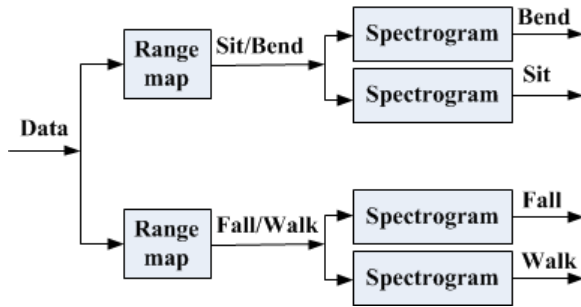 Data
Range
map
Sit/Bend
Spectrogram
Bend
Spectrogram
Sit
Range
map
Fall/Walk
Spectrogram
Fall
Spectrogram
Walk